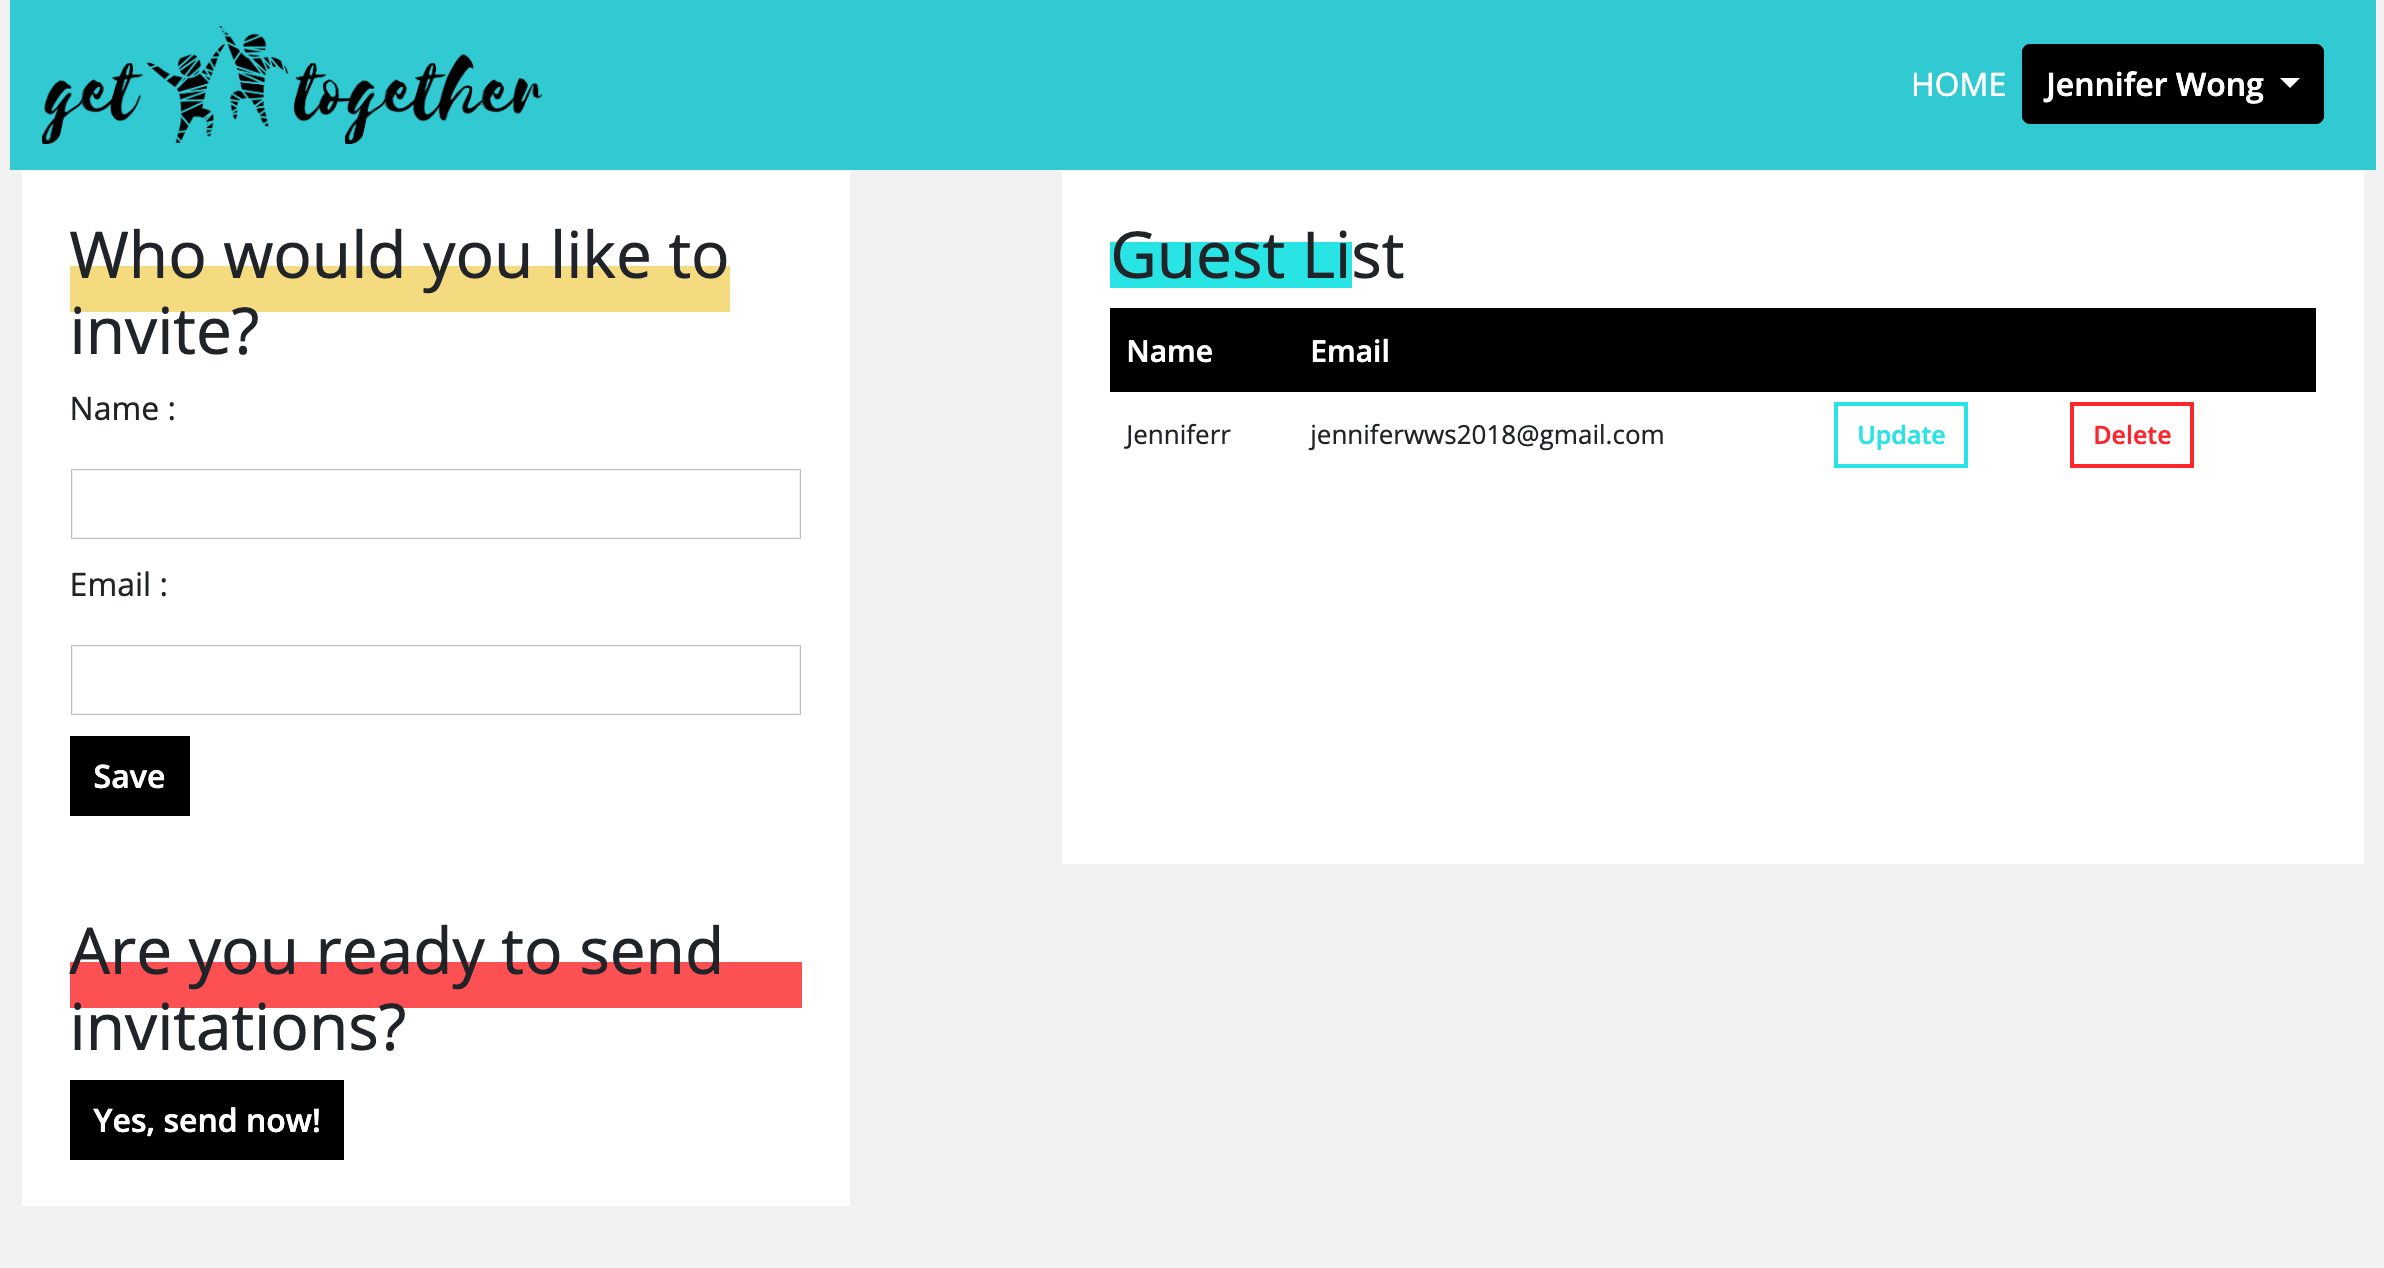 get together
HOME
Jennifer Wong
Who would you like to
invite?
Name :
Email :
Save
Are you ready to send
invitations?
Yes, send now!
Guest List
Name Email
Jenniferr jenniferwws2018@gmail.com Update Delete